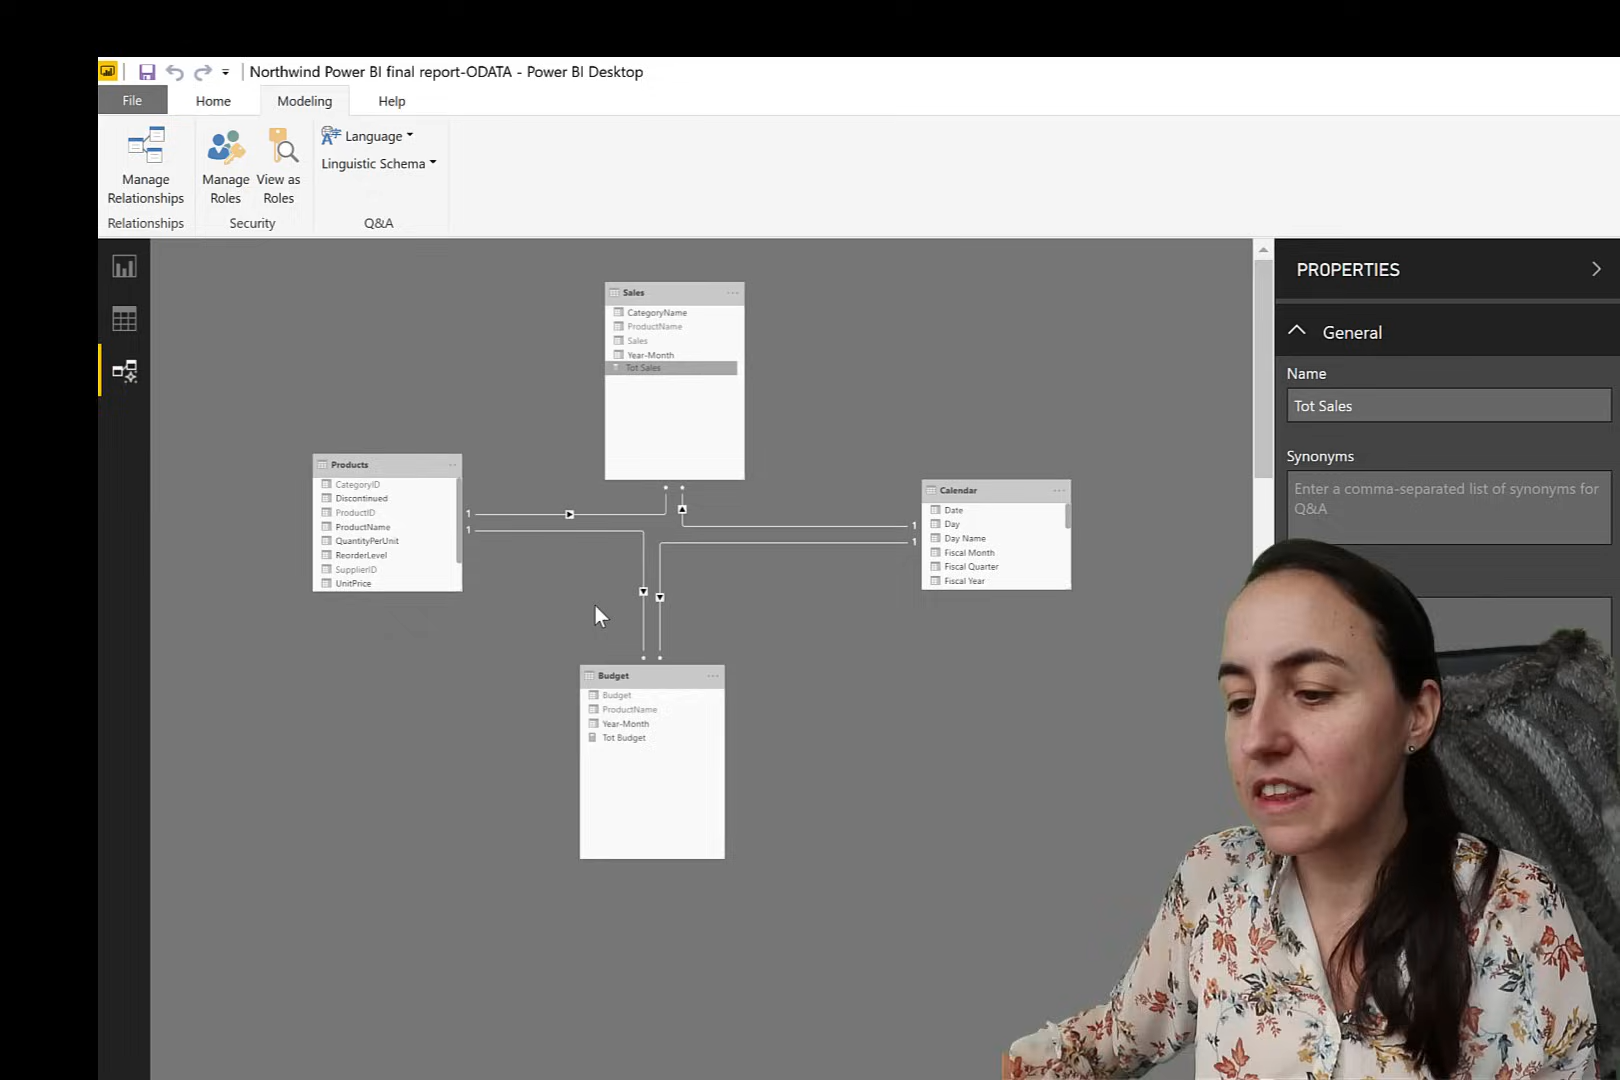 Northwind Power BI final report-ODATA - Power BI Desktop
File
Home
Modeling
Help
Manage Relationships
Manage Roles
View as Roles
Language
Linguistic Schema
Relationships
Security
Q&A
Sales
CategoryName
ProductName
Sales
Year-Month
Tot Sales
Products
CategoryID
Discontinued
ProductID
ProductName
QuantityPerUnit
ReorderLevel
SupplierID
UnitPrice
1
1
Calendar
Date
Day
Day Name
Fiscal Month
Fiscal Quarter
Fiscal Year
1
1
Budget
Budget
ProductName
Year-Month
Tot Budget
PROPERTIES
General
Name
Tot Sales
Synonyms
Enter a comma-separated list of synonyms for
Q&A